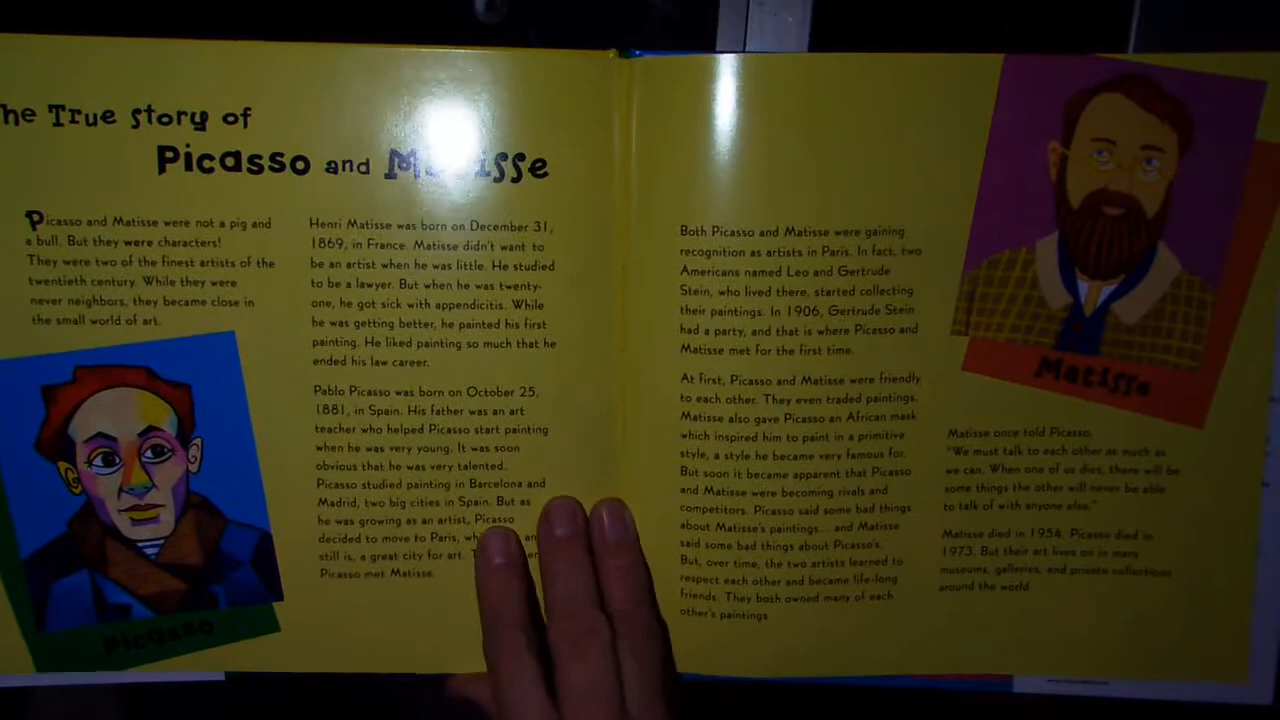 he True story of
Picasso and Matisse
Picasso and Matisse were not a pig and
a bull. But they were characters!
They were two of the finest artists of the
twentieth century. While they were
never neighbors, they became close in
the small world of art.
Picasso
Henri Matisse was born on December 31,
1869, in France. Matisse didn't want to
be an artist when he was little. He studied
to be a lawyer. But when he was twenty-
one, he got sick with appendicitis. While
he was getting better, he painted his first
painting. He liked painting so much that he
ended his law career.
Pablo Picasso was born on October 25,
1881, in Spain. His father was an art
teacher who helped Picasso start painting
when he was very young. It was soon
obvious that he was very talented.
Picasso studied painting in Barcelona and
Madrid, two big cities in Spain. But as
he was growing as an artist, Picasso
decided to move to Paris, wh
still is, a great city for art.
Picasso met Matisse.
Both Picasso and Matisse were gaining
recognition as artists in Paris. In fact, two
Americans named Leo and Gertrude
Stein, who lived there, started collecting
their paintings. In 1906, Gertrude Stein
had a party, and that is where Picasso and
Matisse met for the first time.
At first, Picasso and Matisse were friendly
to each other. They even traded paintings.
Matisse also gave Picasso an African mask
which inspired him to paint in a primitive
style, a style he became very famous for.
But soon it became apparent that Picasso
and Matisse were becoming rivals and
competitors. Picasso said some bad things
about Matisse's paintings... and Matisse
said some bad things about Picasso's.
But, over time, the two artists learned to
respect each other and became life-long
friends. They both owned many of each
other's paintings
Matisse
Matisse once told Picasso,
"We must talk to each other as much as
we can. When one of us dies, there will be
some things the other will never be able
to talk of with anyone else."
Matisse died in 1954. Picasso died in
1973. But their art lives on in many
museums, galleries, and private collections
around the world.